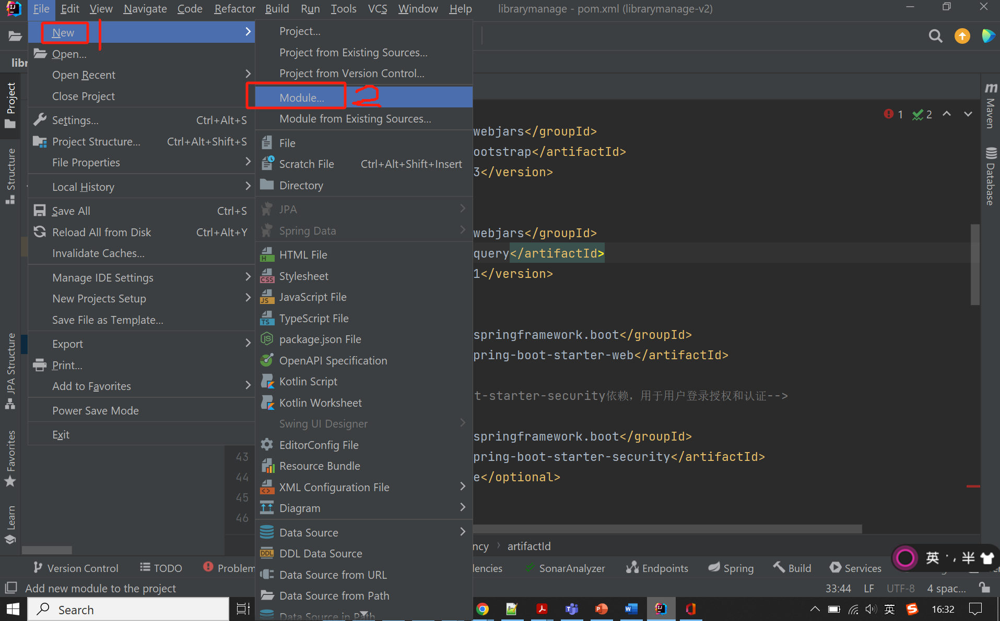 File Edit View Navigate Code Refactor Build Run Tools VCS Window Help librarymanage - pom.xml (librarymanage-v2)
New
1
Open...
Open Recent
Close Project
Settings... Ctrl+Alt+S
Project Structure... Ctrl+Alt+Shift+S
File Properties
Local History
Save All Ctrl+S
Reload All from Disk Ctrl+Alt+Y
Invalidate Caches...
Manage IDE Settings
New Projects Setup
Save File as Template...
Export
Print...
Add to Favorites
Power Save Mode
Exit
Project...
Project from Existing Sources...
Project from Version Control...
Module...
2
Module from Existing Sources...
File
Scratch File Ctrl+Alt+Shift+Insert
Directory
JPA
Spring Data
HTML File
Stylesheet
JavaScript File
TypeScript File
package.json File
OpenAPI Specification
Kotlin Script
Kotlin Worksheet
Swing UI Designer
EditorConfig File
Resource Bundle
XML Configuration File
Diagram
Data Source
DDL Data Source
Data Source from URL
Data Source from Path
Data Source in Path
libr
Project
Structure
JPA Structure
Favorites
Learn
43
44
45
46
1 2
webjars</groupId>
ootstrap</artifactId>
3</version>
webjars</groupId>
query</artifactId>
1</version>
springframework.boot</groupId>
pring-boot-starter-web</artifactId>
t-starter-security依赖，用于用户登录授权和认证-->
springframework.boot</groupId>
pring-boot-starter-security</artifactId>
e</optional>
Maven
Database
ncy artifactId
Version Control TODO Problem lencies SonarAnalyzer Endpoints Spring Build Services
英 半
Add new module to the project 33:44 LF UTF-8 4 spac...
Search 英 16:32